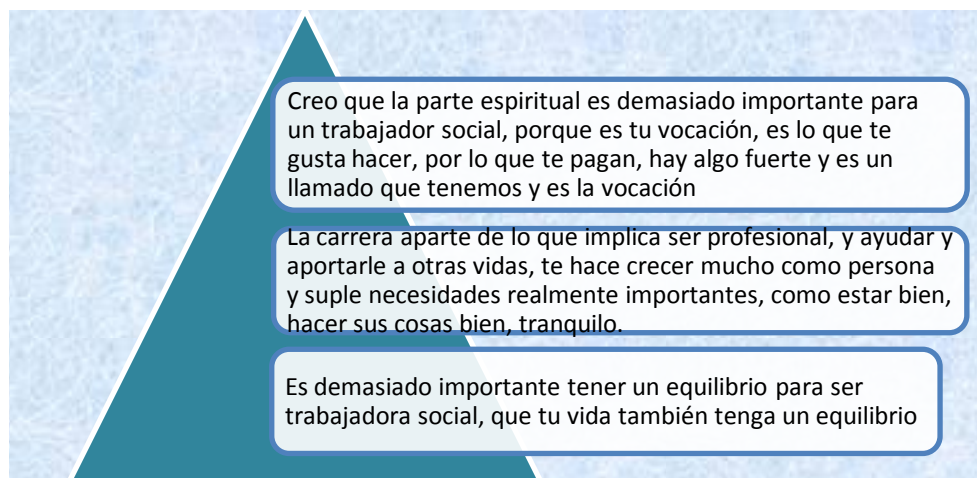 Creo que la parte espiritual es demasiado importante para
un trabajador social, porque es tu vocación, es lo que te
gusta hacer, por lo que te pagan, hay algo fuerte y es un
llamado que tenemos y es la vocación
La carrera aparte de lo que implica ser profesional, y ayudar y
aportarle a otras vidas, te hace crecer mucho como persona
y suple necesidades realmente importantes, como estar bien,
hacer sus cosas bien, tranquilo.
Es demasiado importante tener un equilibrio para ser
trabajadora social, que tu vida también tenga un equilibrio